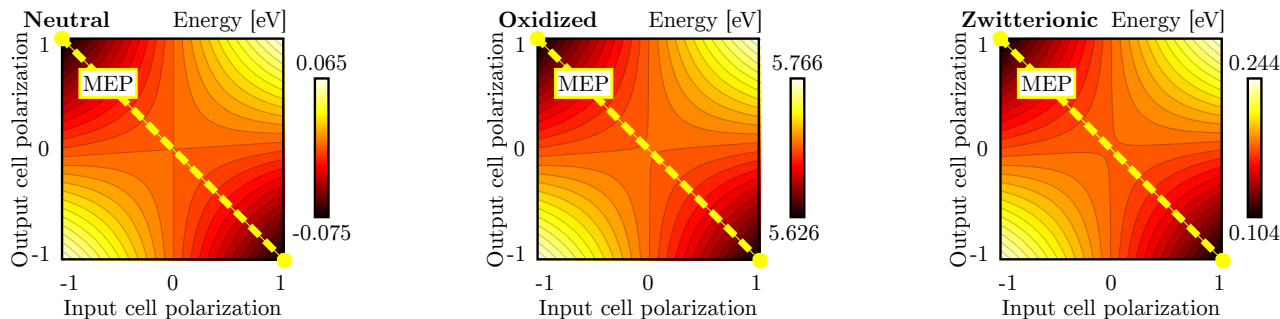 Neutral Energy [eV]
Output cell polarization
1
0
-1
MEP
0.065
-0.075
-1 0 1
Input cell polarization
Oxidized Energy [eV]
Output cell polarization
1
0
-1
MEP
5.766
5.626
-1 0 1
Input cell polarization
Zwitterionic Energy [eV]
Output cell polarization
1
0
-1
MEP
0.244
0.104
-1 0 1
Input cell polarization